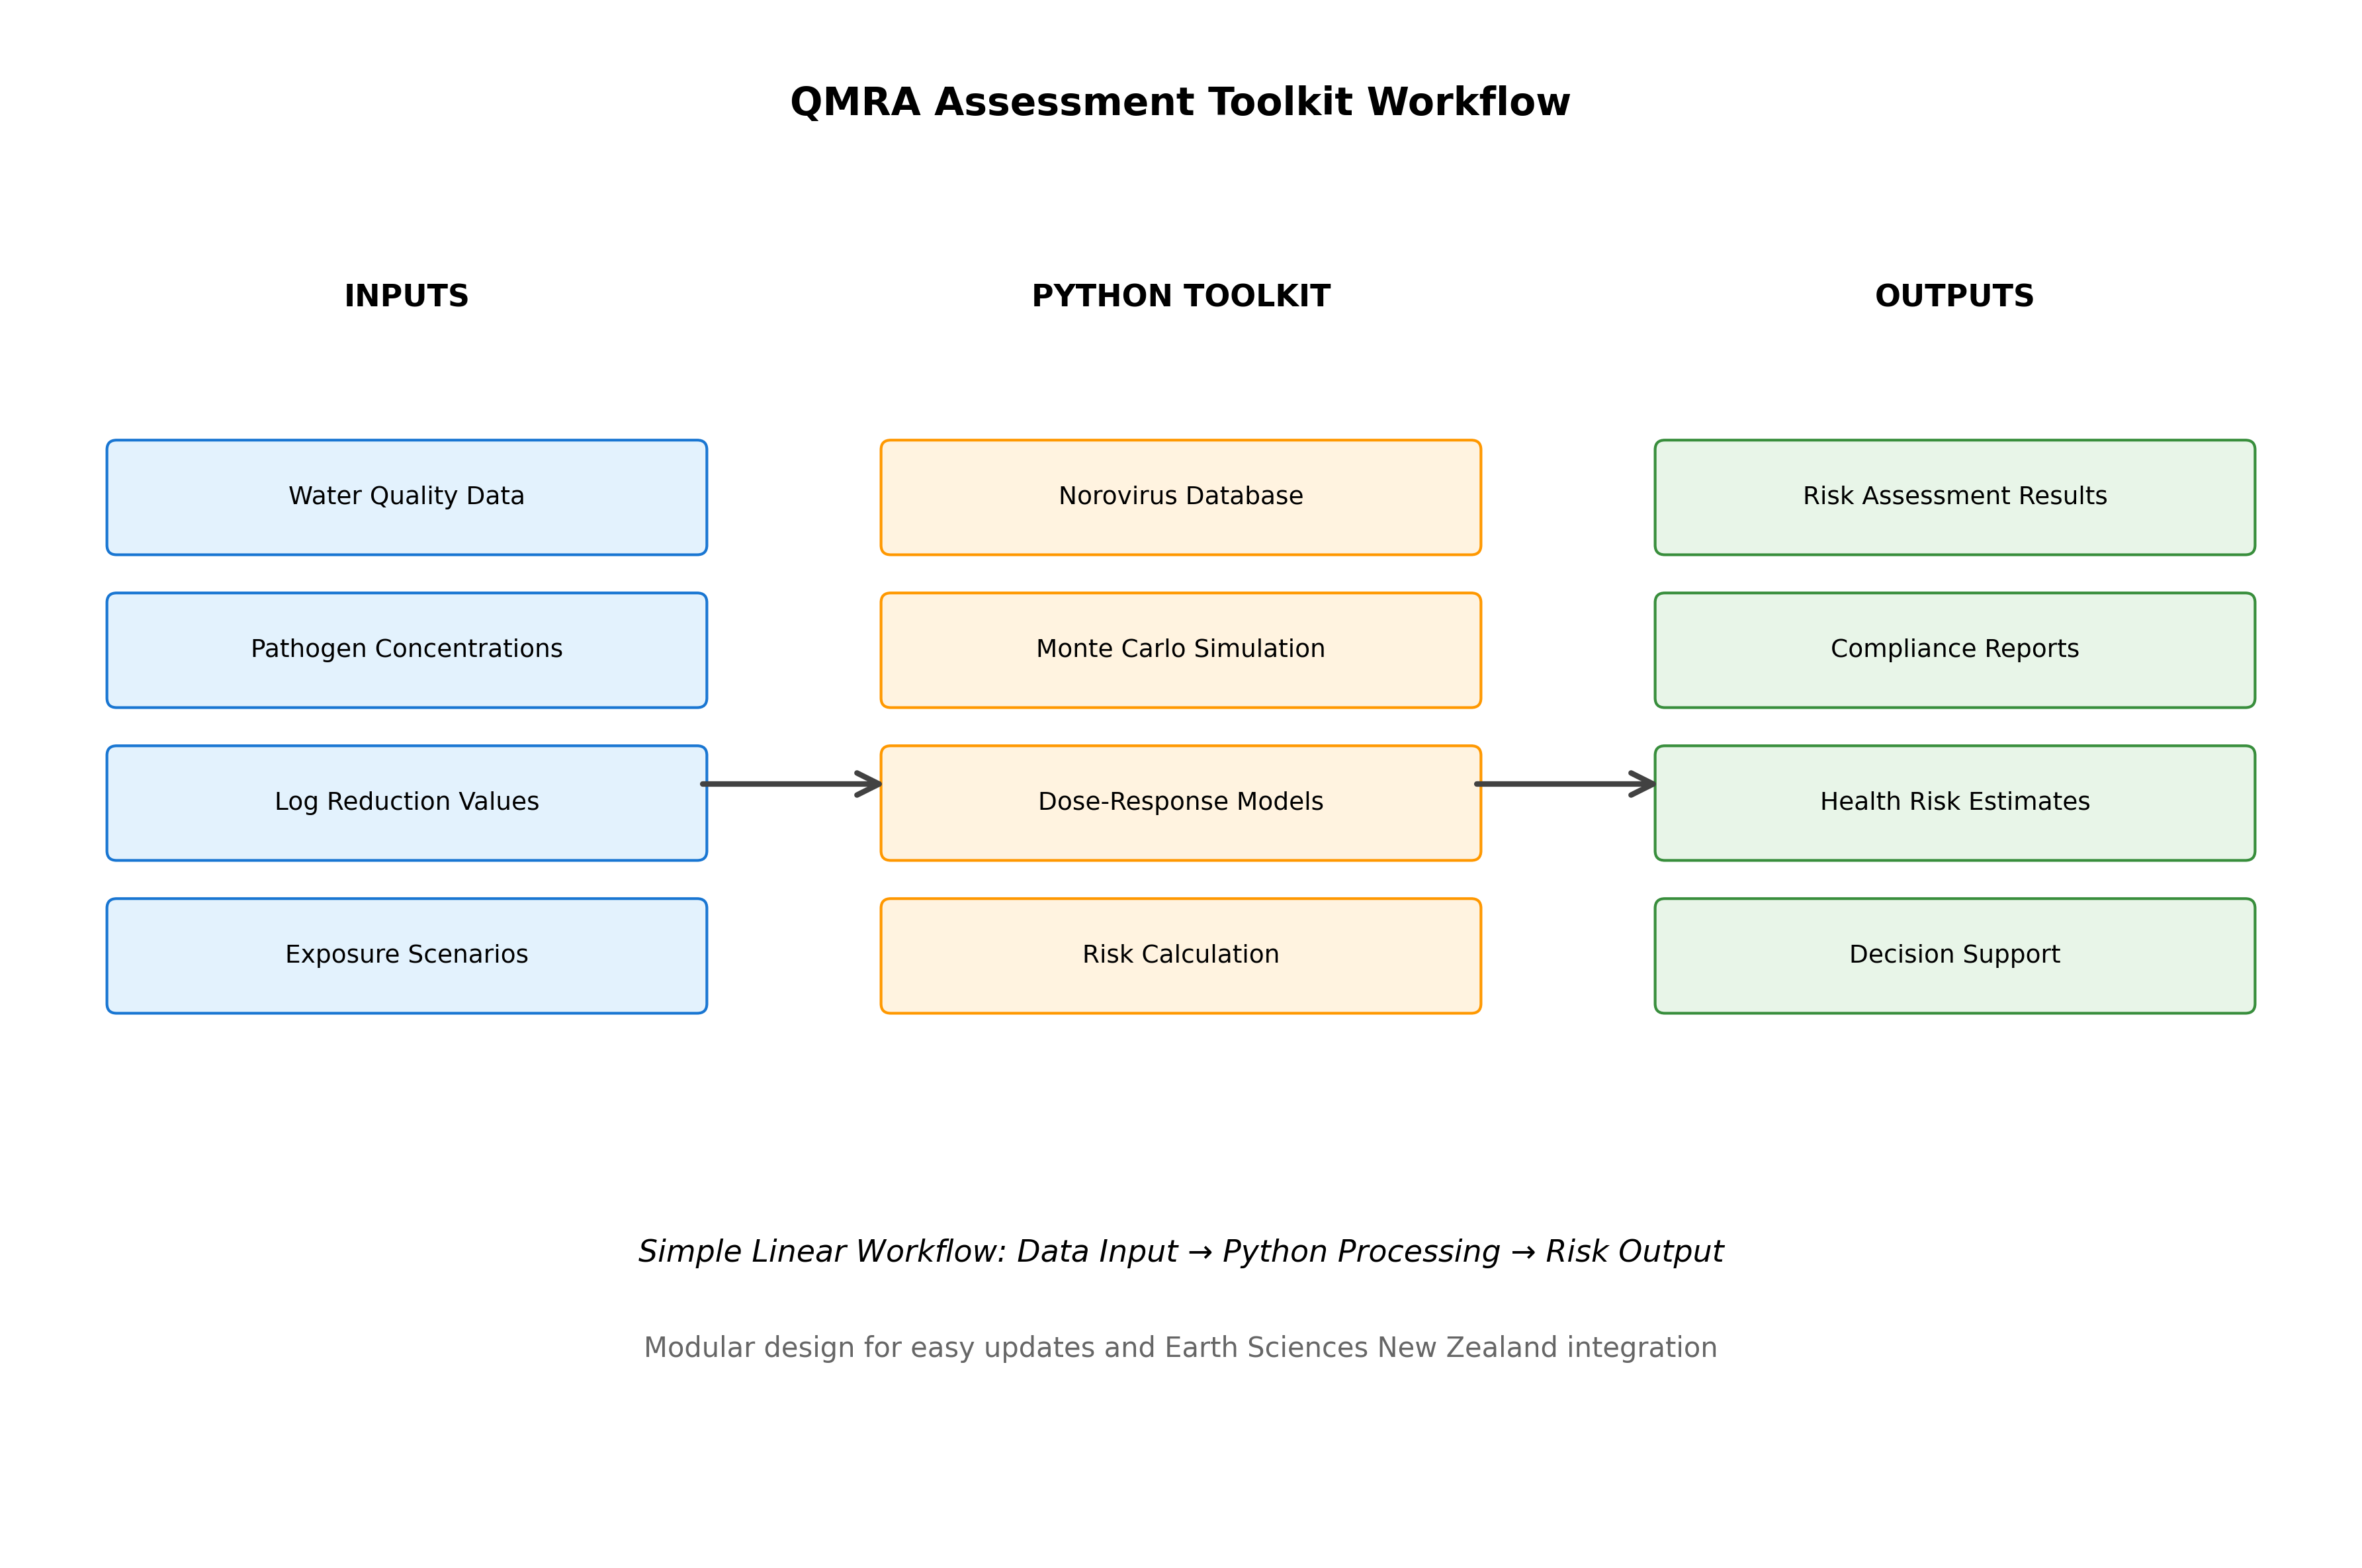 QMRA Assessment Toolkit Workflow
INPUTS
PYTHON TOOLKIT
OUTPUTS
Water Quality Data
Norovirus Database
Risk Assessment Results
Pathogen Concentrations
Monte Carlo Simulation
Compliance Reports
Log Reduction Values
Dose-Response Models
Health Risk Estimates
Exposure Scenarios
Risk Calculation
Decision Support
Simple Linear Workflow: Data Input → Python Processing → Risk Output
Modular design for easy updates and Earth Sciences New Zealand integration